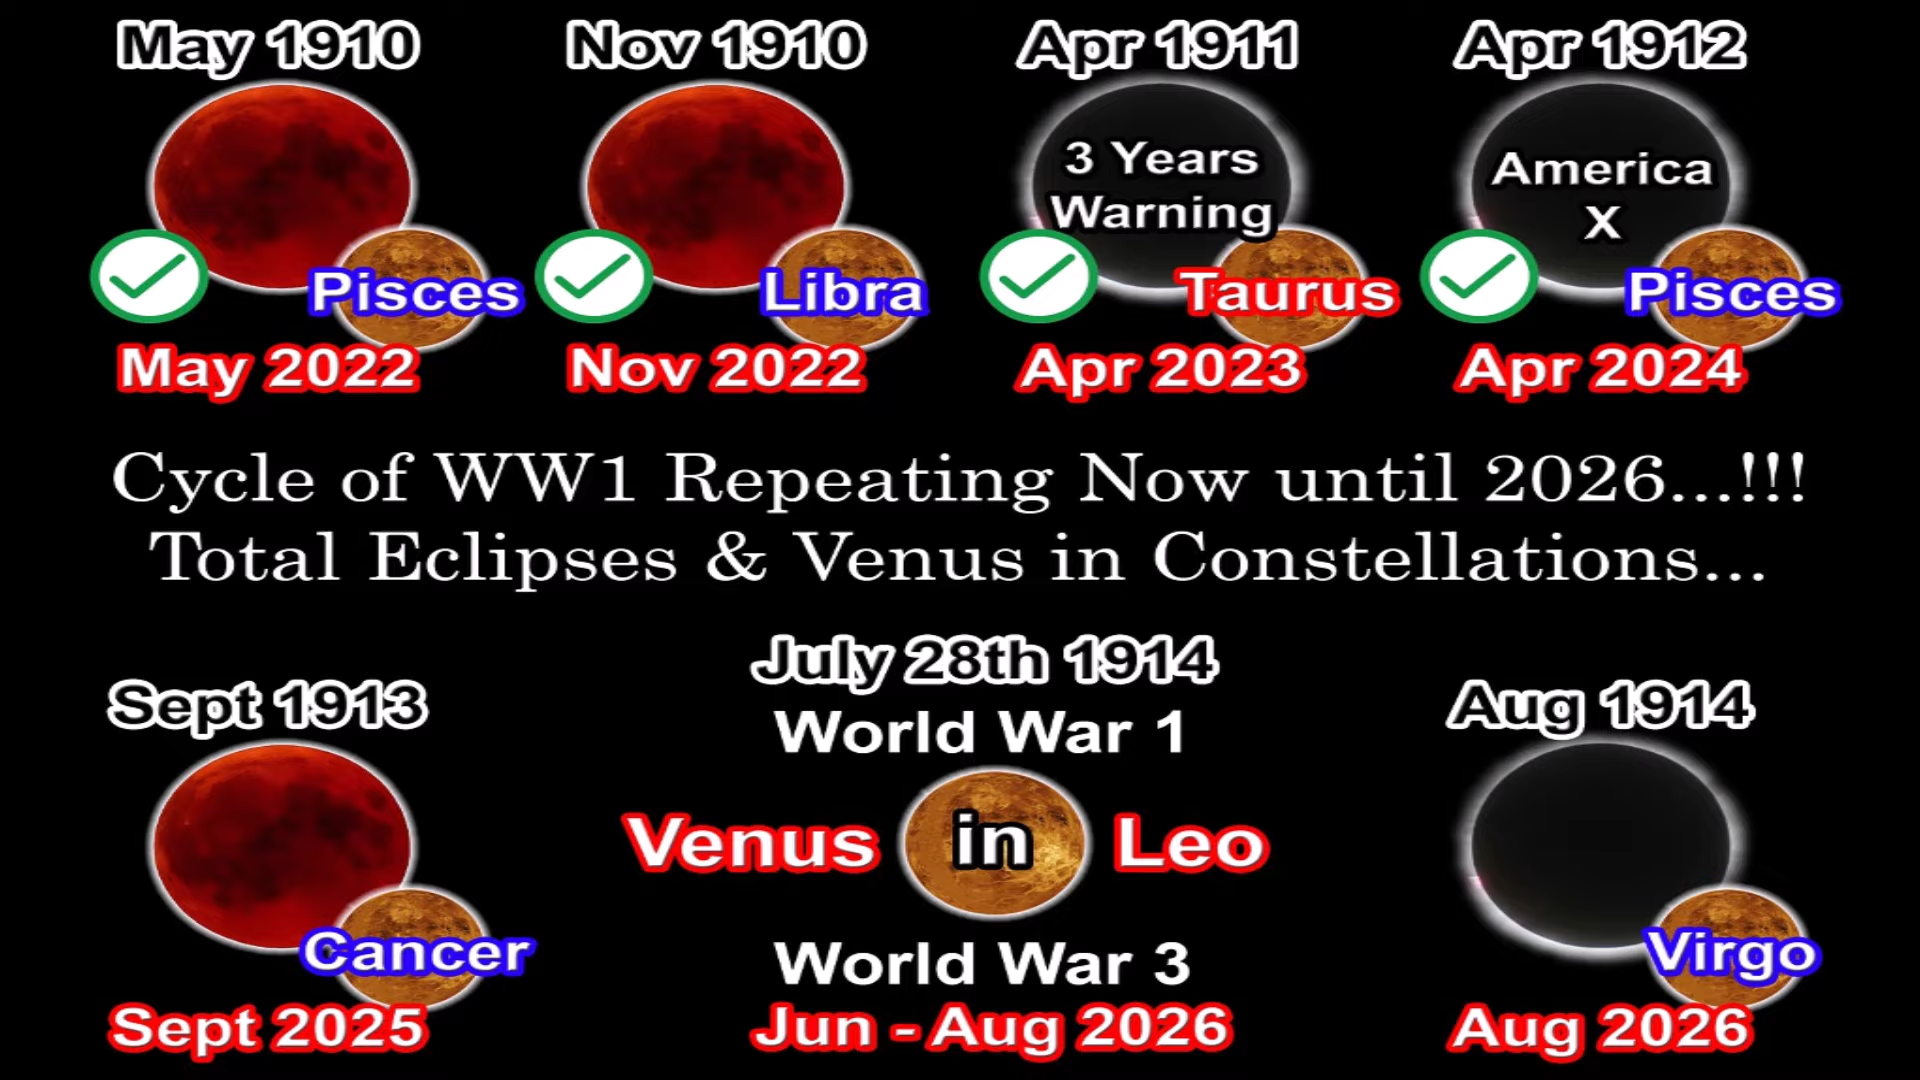 May 1910
Nov 1910
Apr 1911
Apr 1912
3 Years
Warning
America
X
Pisces
Libra
Taurus
Pisces
May 2022
Nov 2022
Apr 2023
Apr 2024
Cycle of WW1 Repeating Now until 2026...!!!
Total Eclipses & Venus in Constellations...
Sept 1913
July 28th 1914
World War 1
Aug 1914
Venus in Leo
Cancer
Virgo
World War 3
Sept 2025
Jun - Aug 2026
Aug 2026